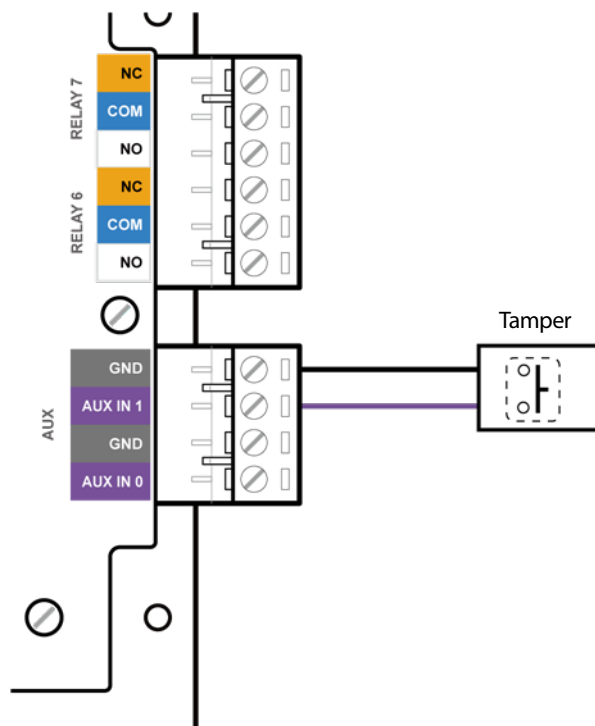 RELAY 7
NC
COM
NO
RELAY 6
NC
COM
NO
Tamper
AUX
GND
AUX IN 1
GND
AUX IN 0